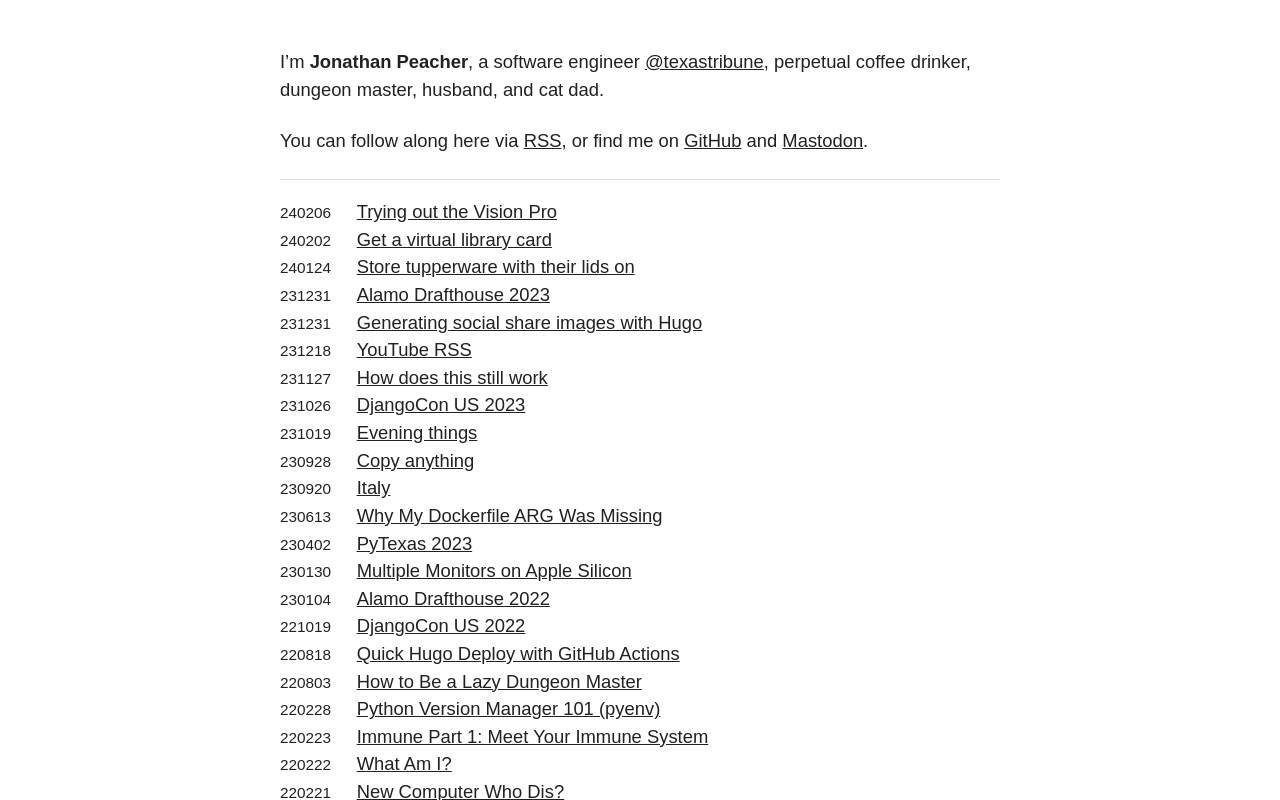 I’m Jonathan Peacher, a software engineer @texastribune, perpetual coffee drinker,
dungeon master, husband, and cat dad.
You can follow along here via RSS, or find me on GitHub and Mastodon.
240206 Trying out the Vision Pro
240202 Get a virtual library card
240124 Store tupperware with their lids on
231231 Alamo Drafthouse 2023
231231 Generating social share images with Hugo
231218 YouTube RSS
231127 How does this still work
231026 DjangoCon US 2023
231019 Evening things
230928 Copy anything
230920 Italy
230613 Why My Dockerfile ARG Was Missing
230402 PyTexas 2023
230130 Multiple Monitors on Apple Silicon
230104 Alamo Drafthouse 2022
221019 DjangoCon US 2022
220818 Quick Hugo Deploy with GitHub Actions
220803 How to Be a Lazy Dungeon Master
220228 Python Version Manager 101 (pyenv)
220223 Immune Part 1: Meet Your Immune System
220222 What Am I?
220221 New Computer Who Dis?